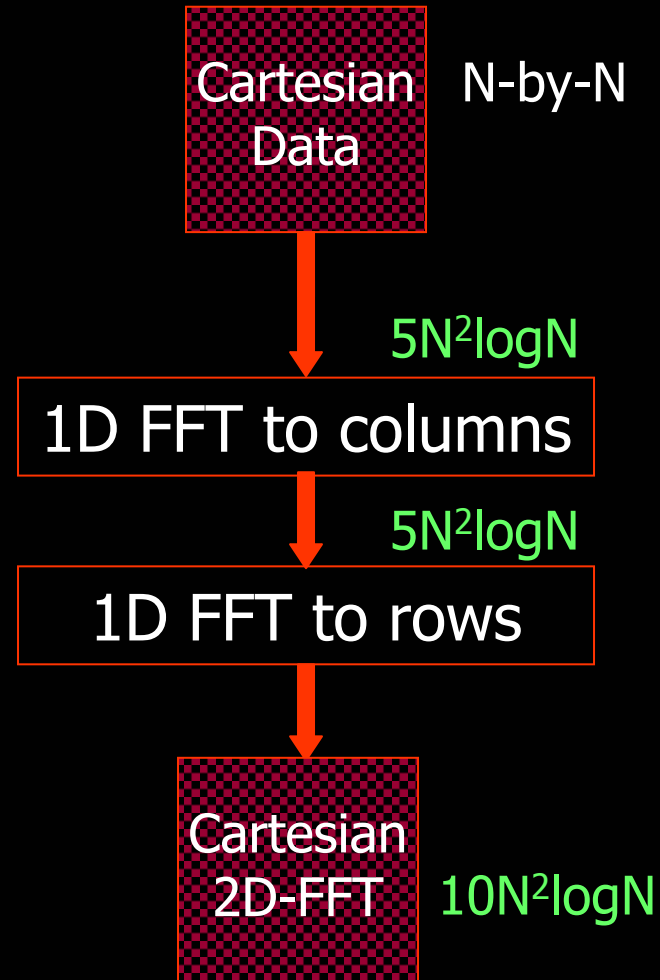 Cartesian
Data
N-by-N
5N²logN
1D FFT to columns
5N²logN
1D FFT to rows
Cartesian
2D-FFT
10N²logN